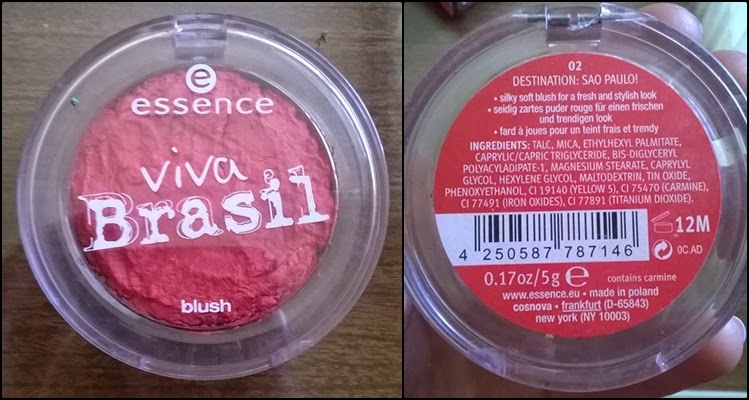 e
essence
viva
Brasil
blush
02
DESTINATION: SAO PAULO!
• silky soft blush for a fresh and stylish look
• seidig zartes puder rouge für einen frischen
und trendigen look
• fard à joues pour un teint frais et trendy
INGREDIENTS: TALC, MICA, ETHYLHEXYL PALMITATE,
CAPRYLIC/CAPRIC TRIGLYCERIDE, BIS-DIGLYCERYL
POLYACYLADIPATE-1, MAGNESIUM STEARATE, CAPRYLYL
GLYCOL, HEXYLENE GLYCOL, MALTODEXTRIN, TIN OXIDE,
PHENOXYETHANOL, CI 19140 (YELLOW 5), CI 75470 (CARMINE),
CI 77491 (IRON OXIDES), CI 77891 (TITANIUM DIOXIDE).
12M
4 250587 787146
0C.AD
0.17oz/5g e
contains carmine
www.essence.eu • made in poland
cosnova • frankfurt (D-65843)
new york (NY 10003)